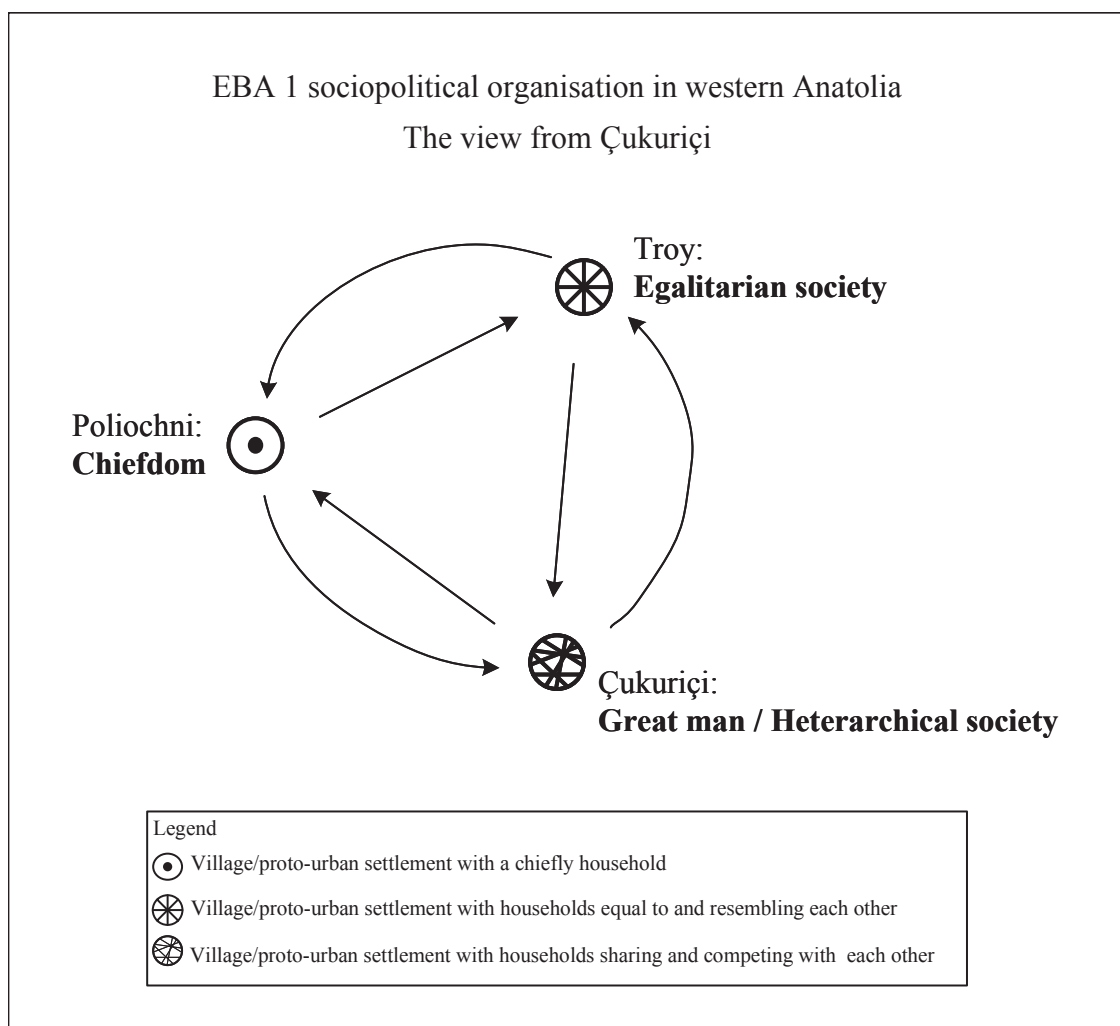 EBA 1 sociopolitical organisation in western Anatolia
The view from Çukuriçi
Troy:
Egalitarian society
Poliochni:
Chiefdom
Çukuriçi:
Great man / Heterarchical society
Legend
Village/proto-urban settlement with a chiefly household
Village/proto-urban settlement with households equal to and resembling each other
Village/proto-urban settlement with households sharing and competing with each other